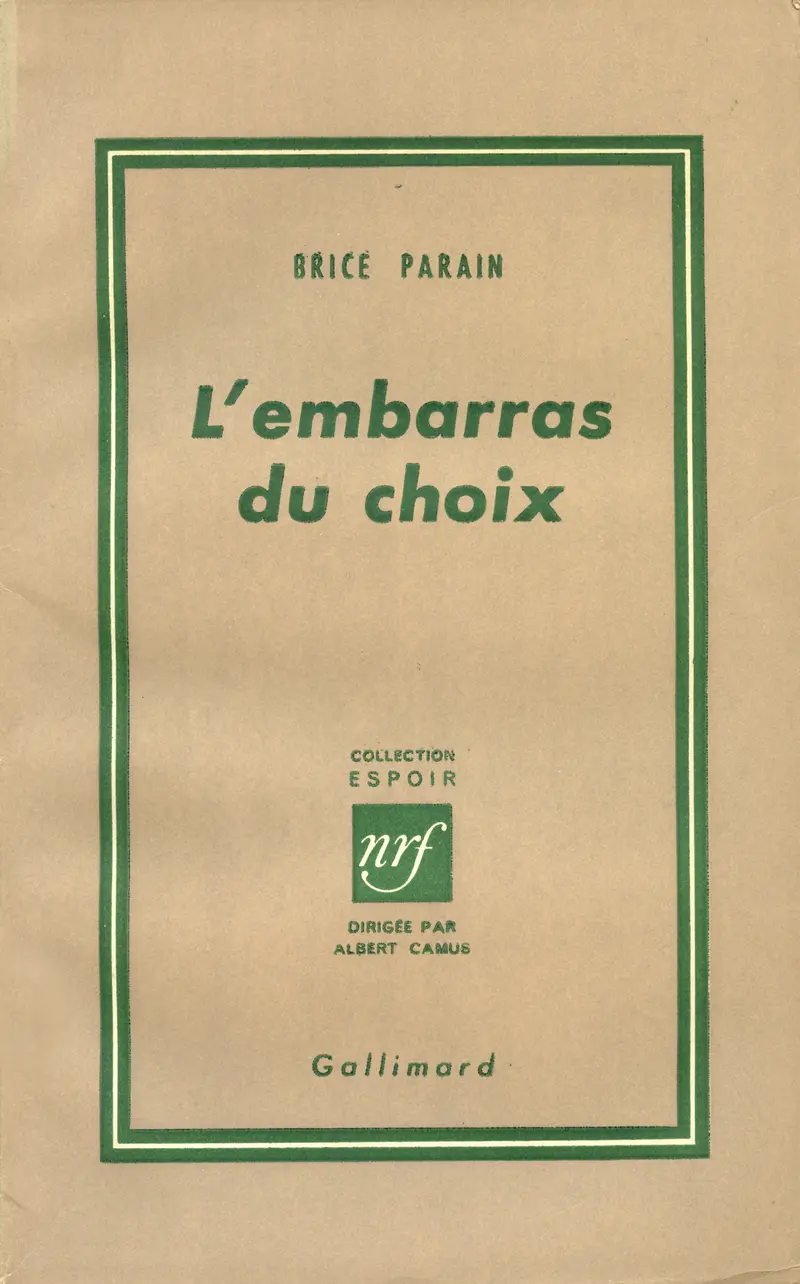 BRICE PARAIN
L'embarras
du choix
COLLECTION
ESPOIR
nrf
DIRIGÉE PAR
ALBERT CAMUS
Gallimard